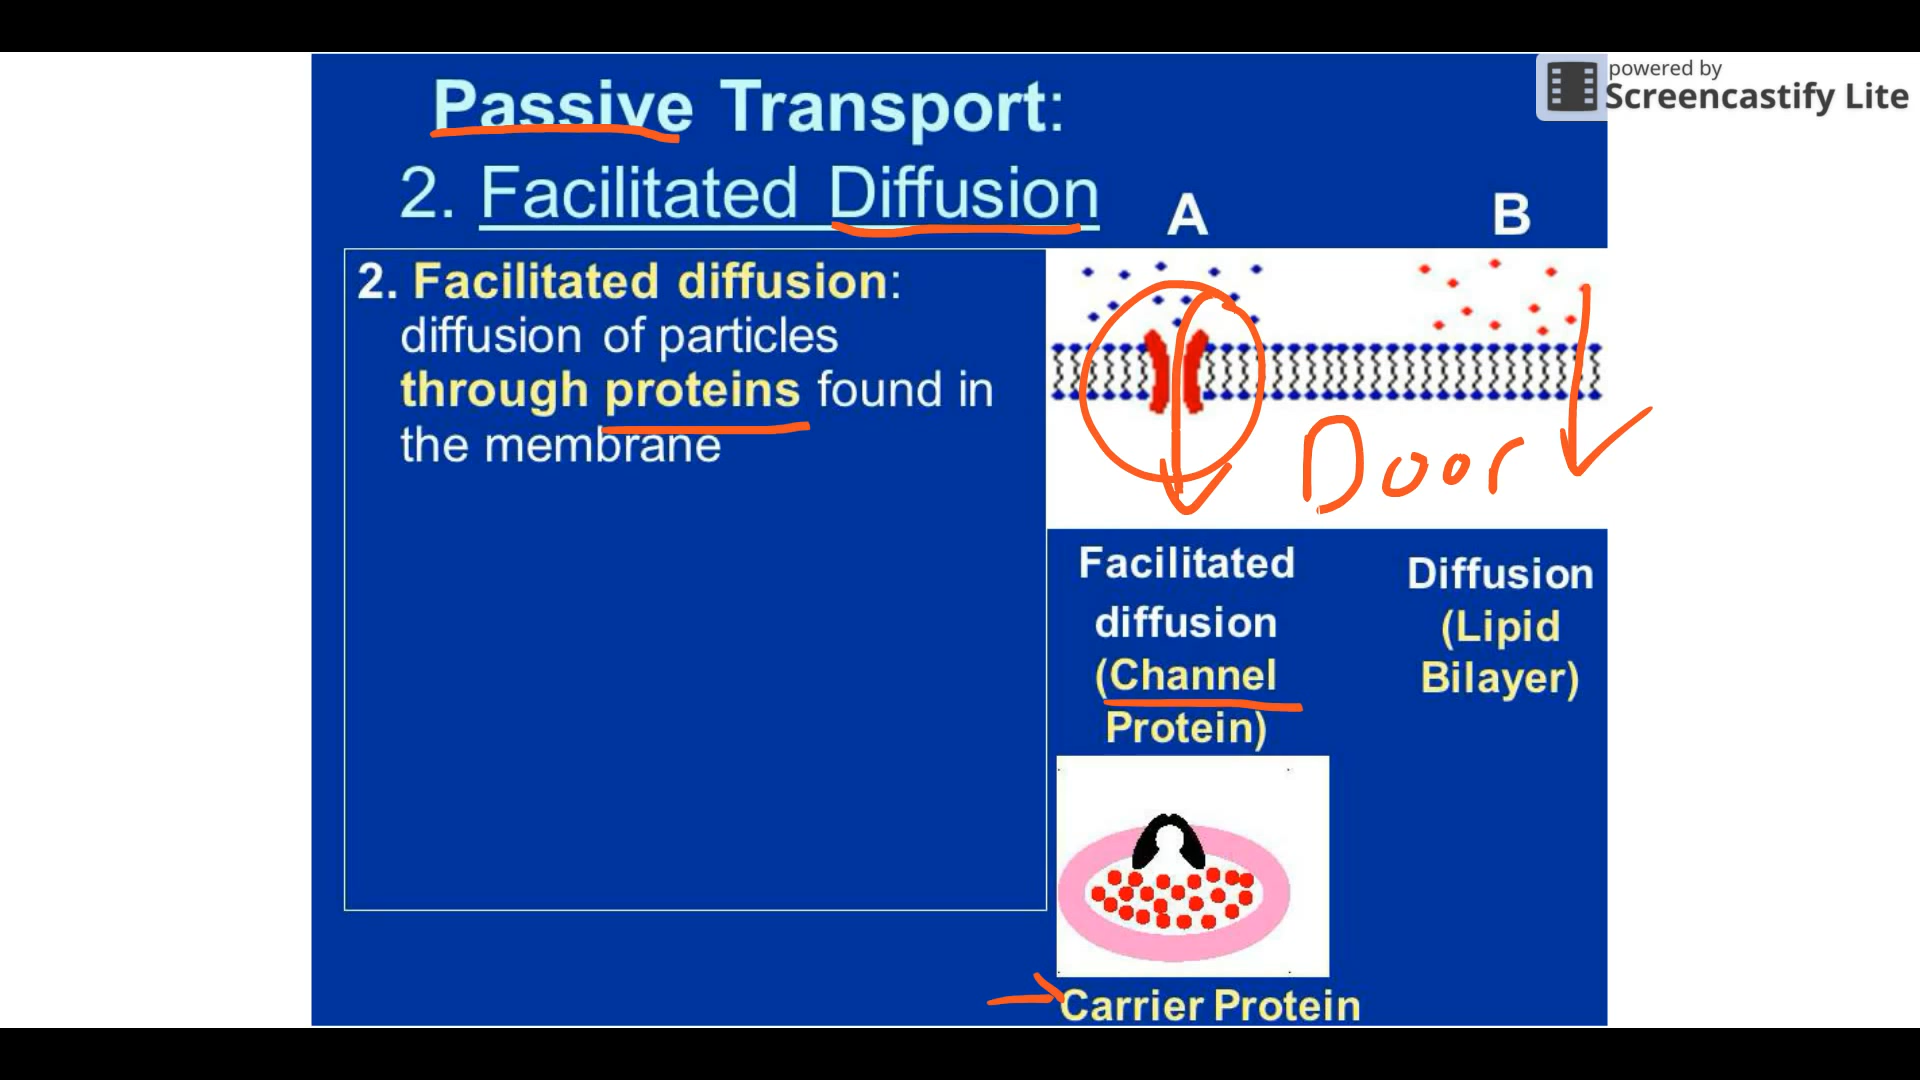 powered by
Screencastify Lite
Passive Transport:
2. Facilitated Diffusion
A
B
2. Facilitated diffusion:
diffusion of particles
through proteins found in
the membrane
Door
Facilitated
diffusion
(Channel
Protein)
Diffusion
(Lipid
Bilayer)
Carrier Protein